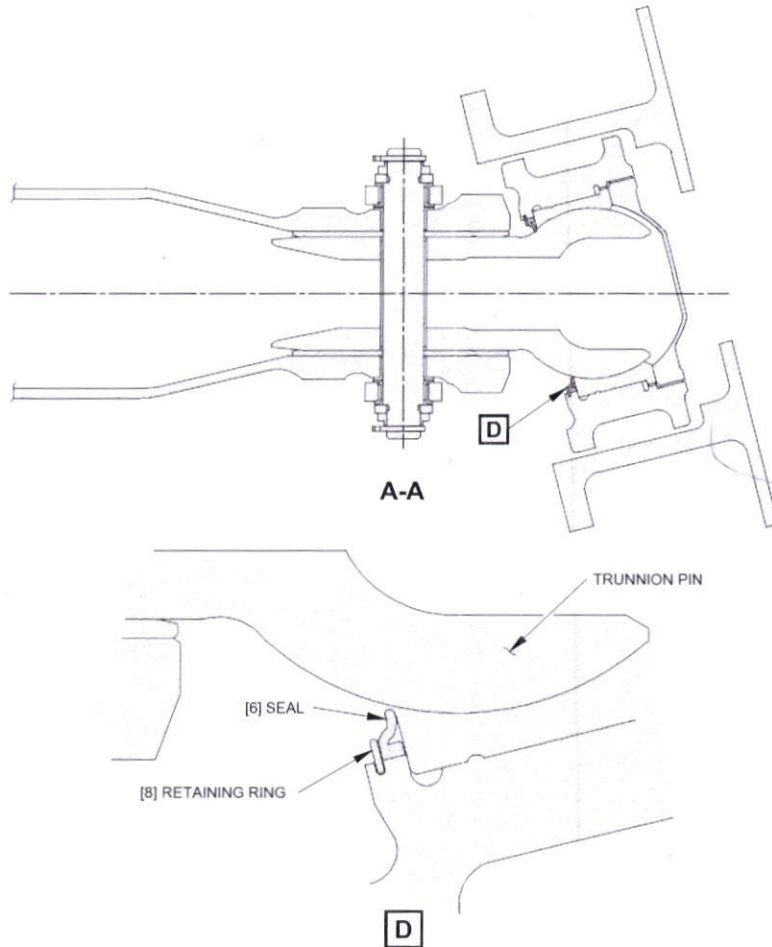 D
A-A
TRUNNION PIN
[6] SEAL
[8] RETAINING RING
D